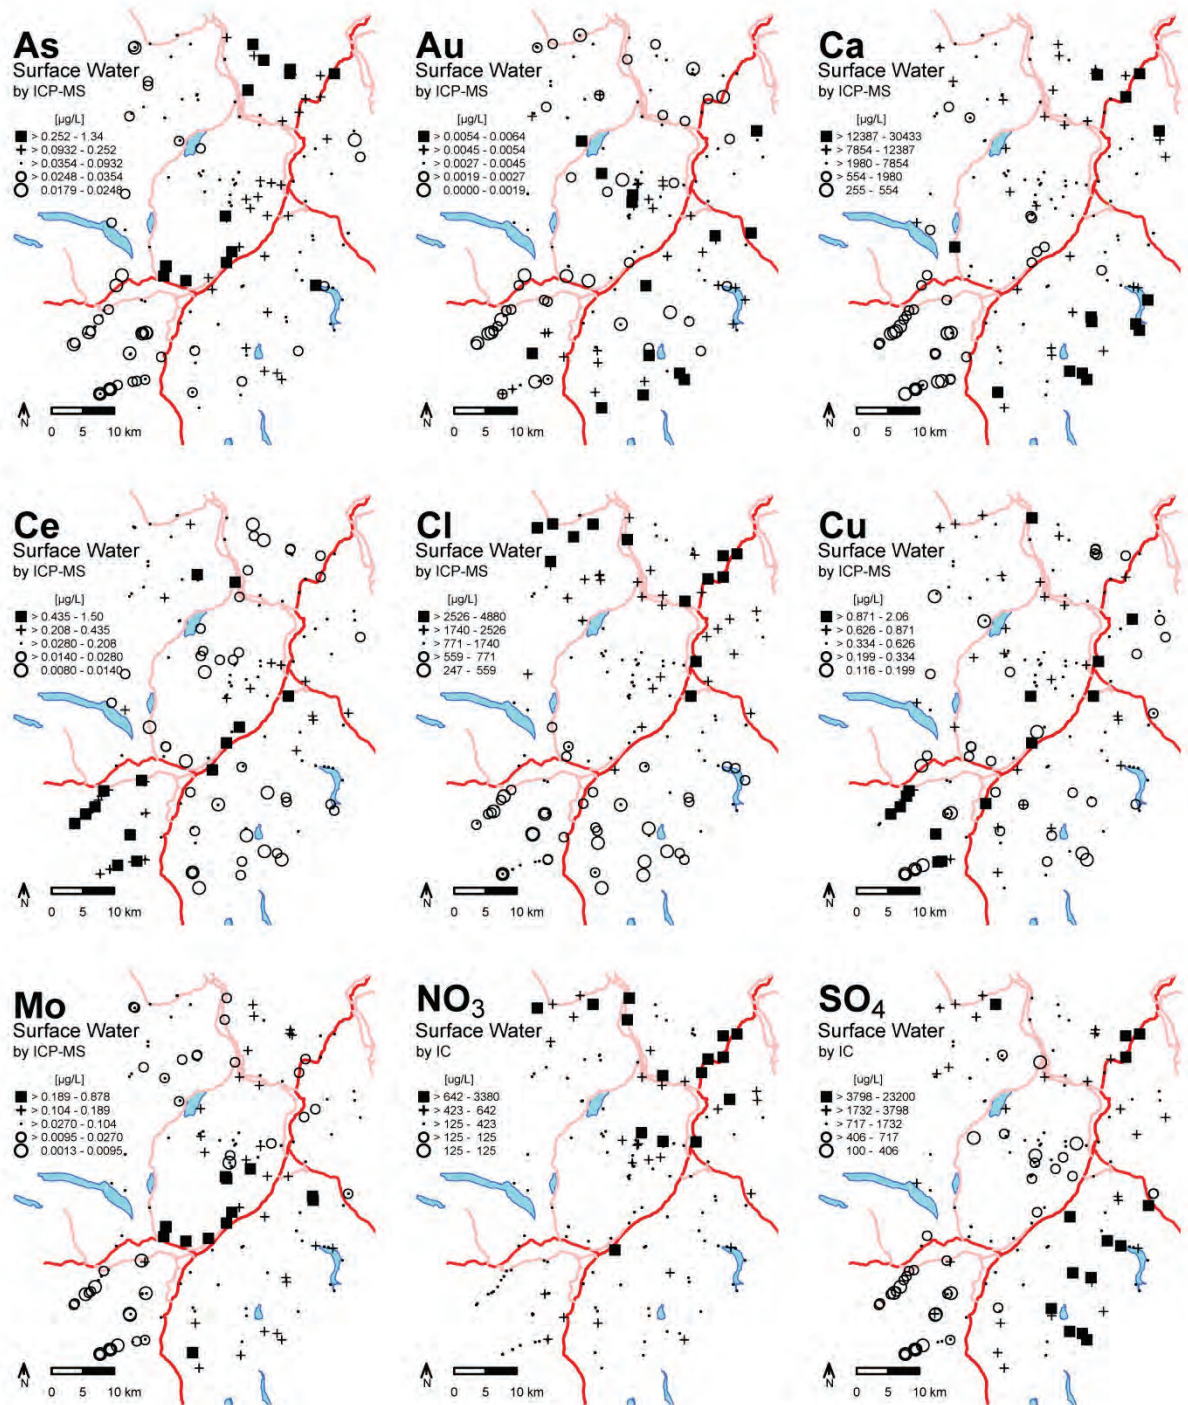 As
Surface Water
by ICP-MS
[µg/L]
> 0.252 - 1.34
> 0.0932 - 0.252
> 0.0354 - 0.0932
> 0.0248 - 0.0354
0.0179 - 0.0248
N
0 5 10 km
Au
Surface Water
by ICP-MS
[µg/L]
> 0.0054 - 0.0064
> 0.0045 - 0.0054
> 0.0027 - 0.0045
> 0.0019 - 0.0027
0.0000 - 0.0019
N
0 5 10 km
Ca
Surface Water
by ICP-MS
[µg/L]
> 12387 - 30433
> 7854 - 12387
> 1980 - 7854
> 554 - 1980
255 - 554
N
0 5 10 km
Ce
Surface Water
by ICP-MS
[µg/L]
> 0.435 - 1.50
> 0.208 - 0.435
> 0.0280 - 0.208
> 0.0140 - 0.0280
0.0080 - 0.0140
N
0 5 10 km
Cl
Surface Water
by ICP-MS
[µg/L]
> 2526 - 4880
> 1740 - 2526
> 771 - 1740
> 559 - 771
247 - 559
N
0 5 10 km
Cu
Surface Water
by ICP-MS
[µg/L]
> 0.871 - 2.06
> 0.626 - 0.871
> 0.334 - 0.626
> 0.199 - 0.334
0.116 - 0.199
N
0 5 10 km
Mo
Surface Water
by ICP-MS
[µg/L]
> 0.189 - 0.878
> 0.104 - 0.189
> 0.0270 - 0.104
> 0.0095 - 0.0270
0.0013 - 0.0095
N
0 5 10 km
NO3
Surface Water
by IC
[ug/L]
> 642 - 3380
> 423 - 642
> 125 - 423
> 125 - 125
125 - 125
N
0 5 10 km
SO4
Surface Water
by IC
[ug/L]
> 3798 - 23200
> 1732 - 3798
> 717 - 1732
> 406 - 717
100 - 406
N
0 5 10 km